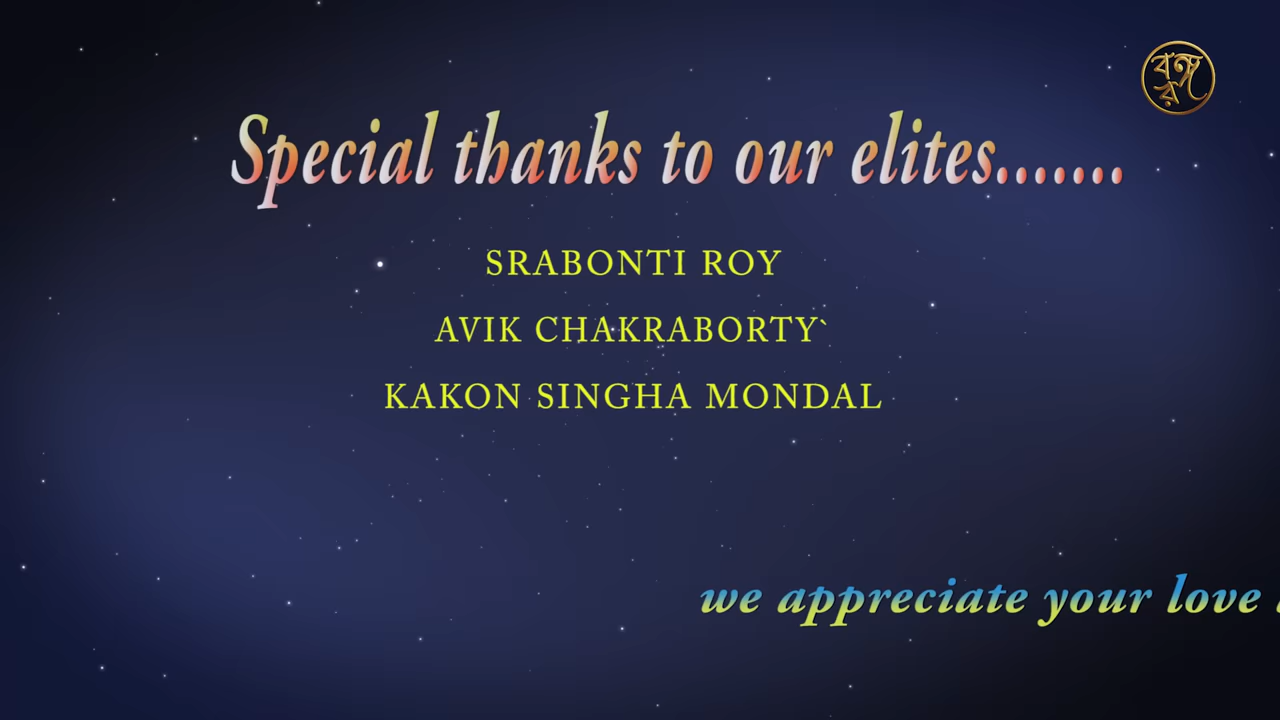 Special thanks to our elites.......
SRABONTI ROY
AVIK CHAKRABORTY`
KAKON SINGHA MONDAL
we appreciate your love